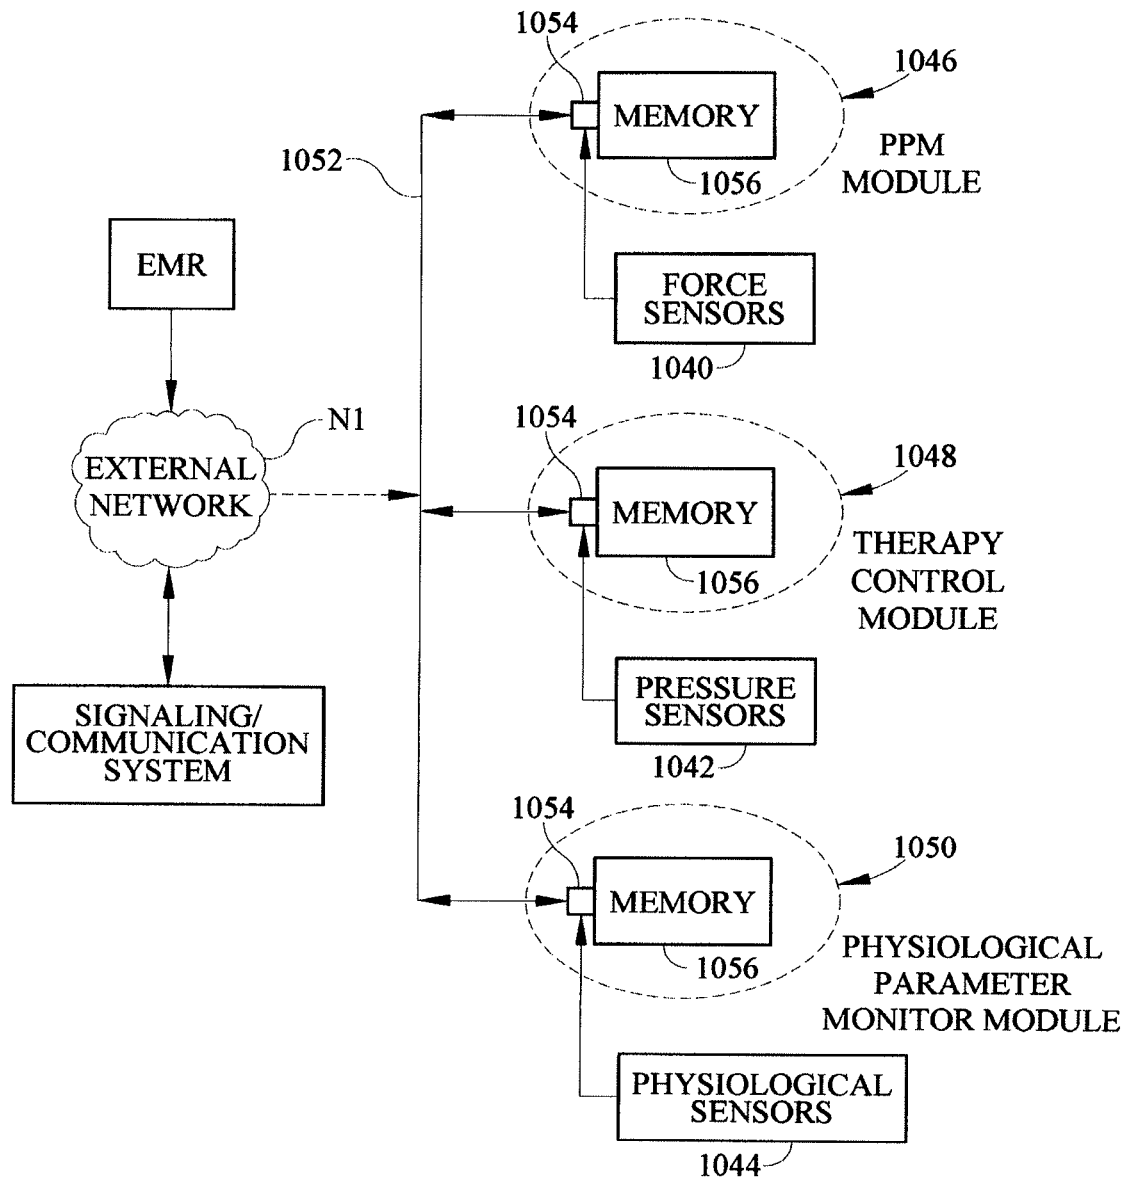 1054
1046
MEMORY
PPM
MODULE
1056
1052
EMR
FORCE
SENSORS
1040
N1
EXTERNAL
NETWORK
1054
1048
MEMORY
THERAPY
CONTROL
MODULE
1056
PRESSURE
SENSORS
1042
SIGNALING/
COMMUNICATION
SYSTEM
1054
1050
MEMORY
1056
PHYSIOLOGICAL
PARAMETER
MONITOR MODULE
PHYSIOLOGICAL
SENSORS
1044